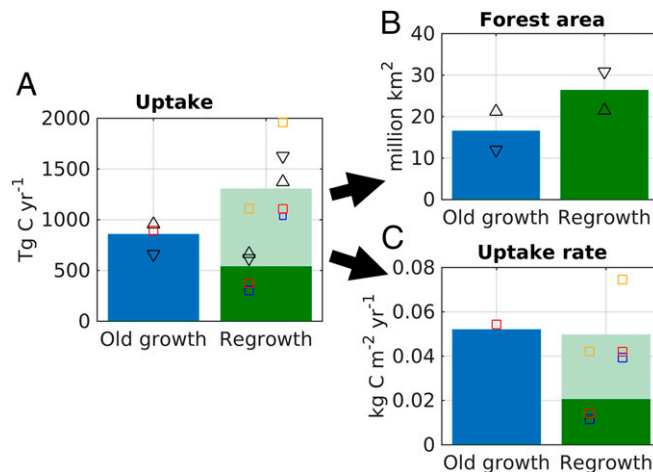 A
Uptake
Tg C yr-1
2000
1500
1000
500
0
Old growth
Regrowth
B
Forest area
million km2
40
30
20
10
0
Old growth
Regrowth
C
Uptake rate
kg C m-2 yr-1
0.08
0.06
0.04
0.02
0
Old growth
Regrowth